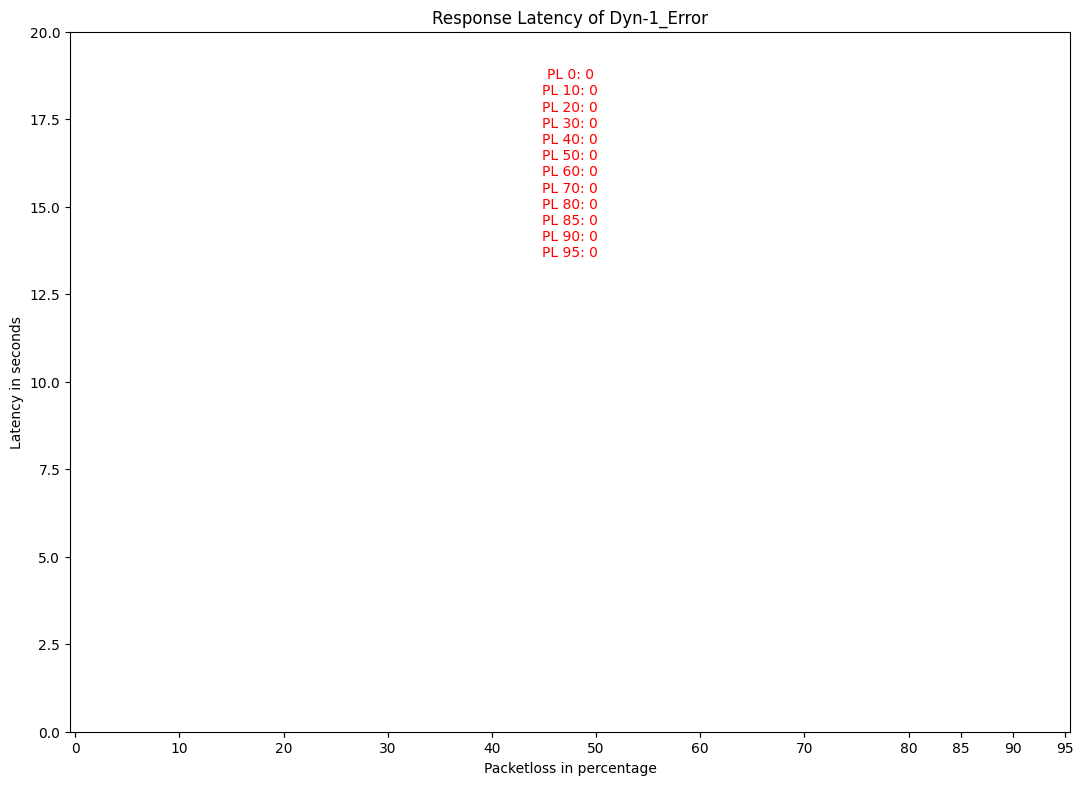 Response Latency of Dyn-1_Error
20.0
17.5
15.0
12.5
10.0
7.5
5.0
2.5
0.0
Latency in seconds
PL 0: 0
PL 10: 0
PL 20: 0
PL 30: 0
PL 40: 0
PL 50: 0
PL 60: 0
PL 70: 0
PL 80: 0
PL 85: 0
PL 90: 0
PL 95: 0
0 10 20 30 40 50 60 70 80 85 90 95
Packetloss in percentage